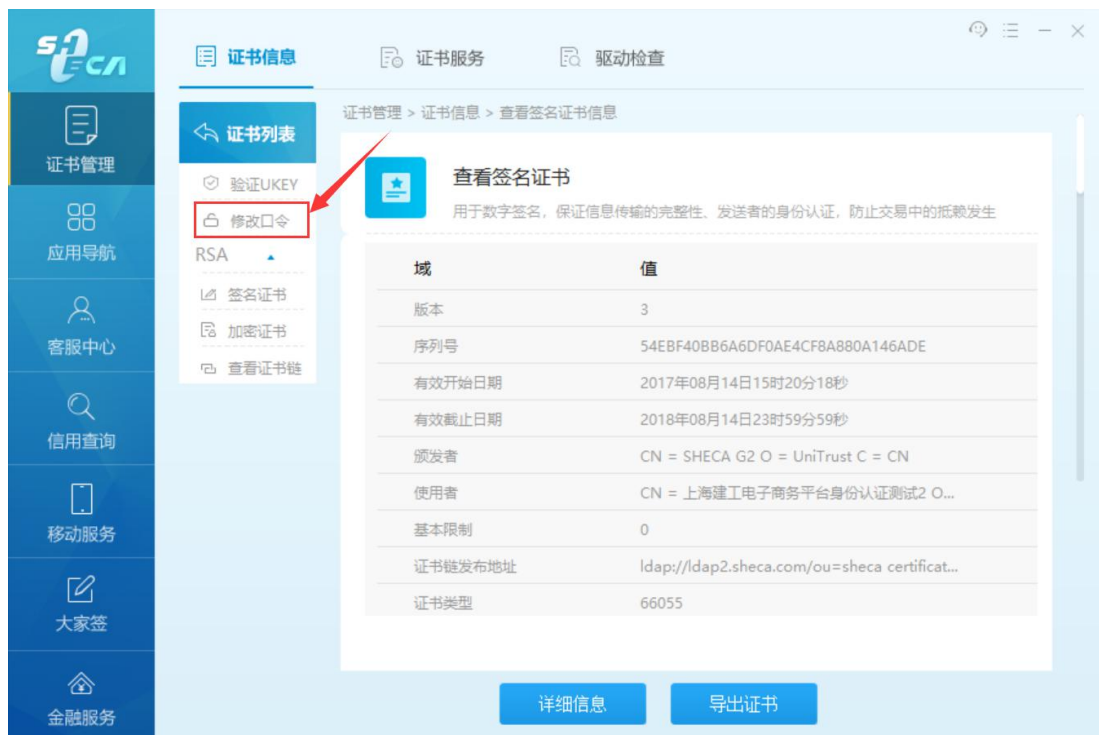 SHECA
证书信息
证书服务
驱动检查
证书管理
应用导航
客服中心
信用查询
移动服务
大家签
金融服务
证书列表
验证UKEY
修改口令
RSA
签名证书
加密证书
查看证书链
证书管理 > 证书信息 > 查看签名证书信息
查看签名证书
用于数字签名，保证信息传输的完整性、发送者的身份认证，防止交易中的抵赖发生
域 值
版本 3
序列号 54EBF40BB6A6DF0AE4CF8A880A146ADE
有效开始日期 2017年08月14日15时20分18秒
有效截止日期 2018年08月14日23时59分59秒
颁发者 CN = SHECA G2 O = UniTrust C = CN
使用者 CN = 上海建工电子商务平台身份认证测试2 O...
基本限制 0
证书链发布地址 ldap://ldap2.sheca.com/ou=sheca certificat...
证书类型 66055
详细信息
导出证书